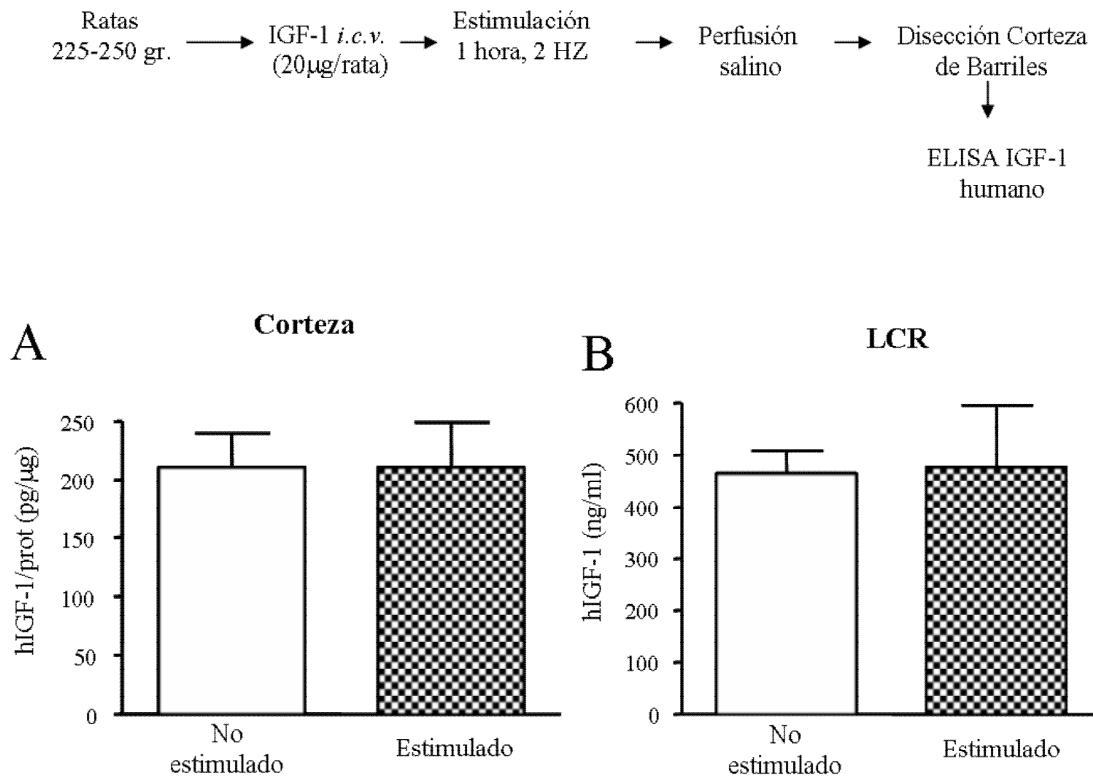 Ratas
225-250 gr.
IGF-1 i.c.v.
(20µg/rata)
Estimulación
1 hora, 2 HZ
Perfusión
salino
Disección Corteza
de Barriles
ELISA IGF-1
humano
A
Corteza
hIGF-1/prot (pg/µg)
250
200
150
100
50
0
No
estimulado
Estimulado
B
LCR
hIGF-1 (ng/ml)
600
500
400
300
200
100
0
No
estimulado
Estimulado